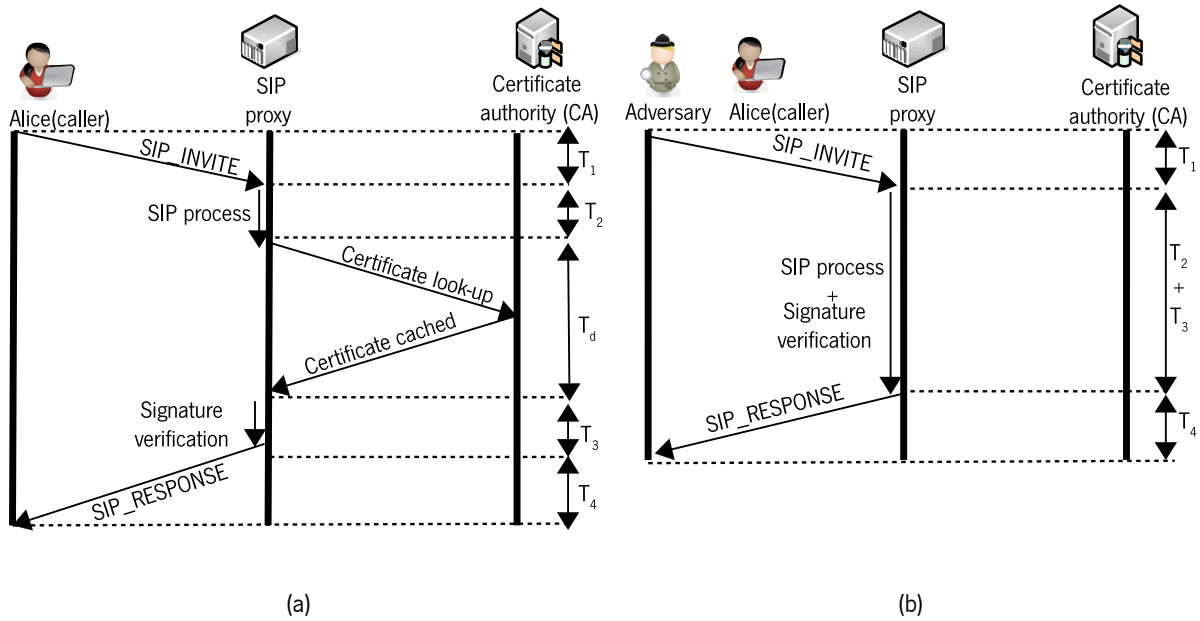 SIP
proxy
Certificate
authority (CA)
Alice(caller)
SIP_INVITE
T1
SIP process
T2
Certificate look-up
Td
Certificate cached
Signature
verification
T3
SIP_RESPONSE
T4
(a)
SIP
proxy
Certificate
authority (CA)
Adversary
Alice(caller)
SIP_INVITE
T1
SIP process
+
Signature
verification
T2
+
T3
SIP_RESPONSE
T4
(b)